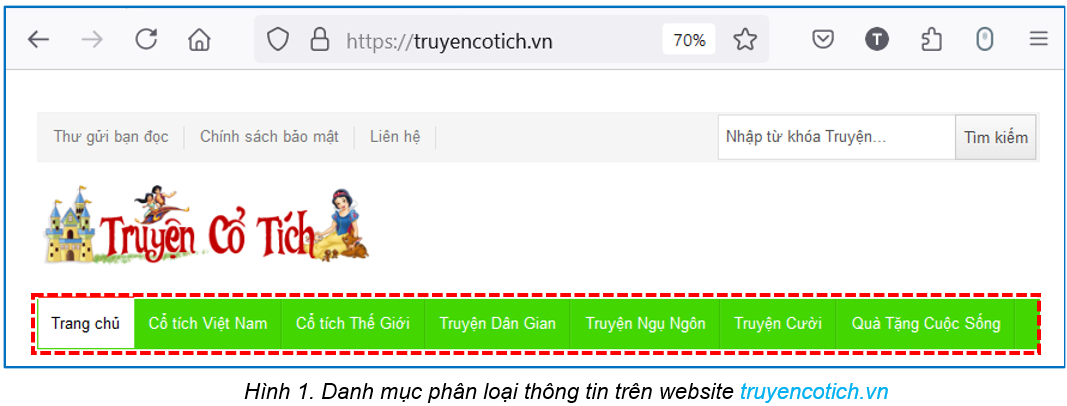 https://truyencotich.vn 70% T
Thư gửi bạn đọc Chính sách bảo mật Liên hệ Nhập từ khóa Truyện... Tìm kiếm
Truyện Cổ Tích
Trang chủ Cổ tích Việt Nam Cổ tích Thế Giới Truyện Dân Gian Truyện Ngụ Ngôn Truyện Cười Quà Tặng Cuộc Sống
Hình 1. Danh mục phân loại thông tin trên website truyencotich.vn